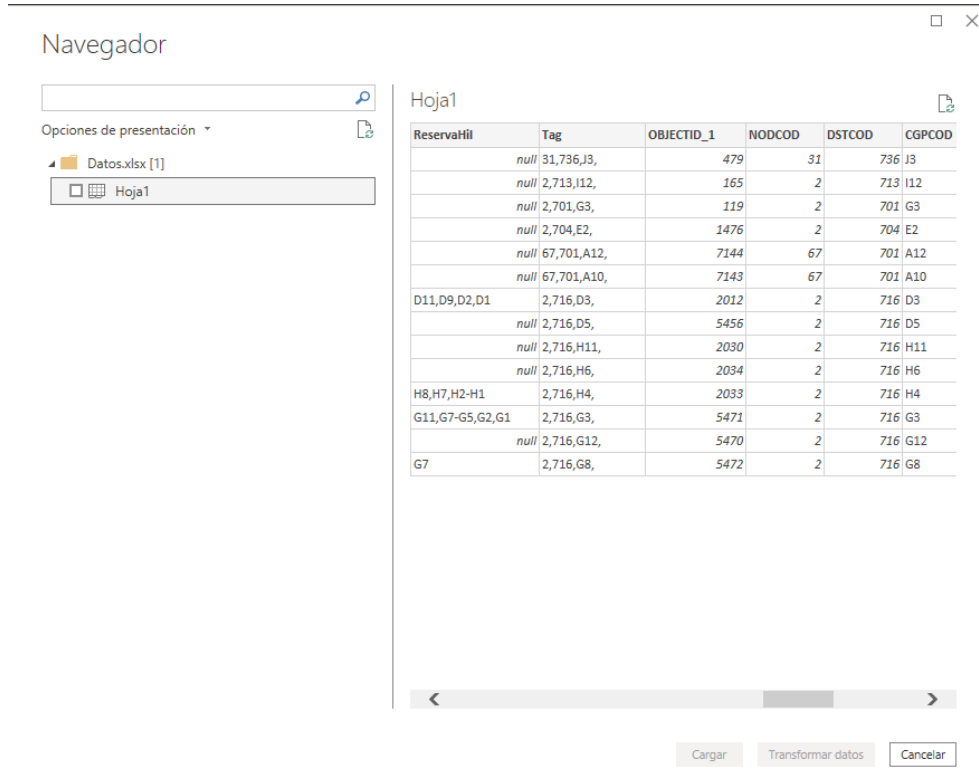 Navegador
Opciones de presentación
Datos.xlsx [1]
Hoja1
Hoja1
ReservaHil Tag OBJECTID_1 NODCOD DSTCOD CGPCOD
null 31,736,J3, 479 31 736 J3
null 2,713,I12, 165 2 713 I12
null 2,701,G3, 119 2 701 G3
null 2,704,E2, 1476 2 704 E2
null 67,701,A12, 7144 67 701 A12
null 67,701,A10, 7143 67 701 A10
D11,D9,D2,D1 2,716,D3, 2012 2 716 D3
null 2,716,D5, 5456 2 716 D5
null 2,716,H11, 2030 2 716 H11
null 2,716,H6, 2034 2 716 H6
H8,H7,H2-H1 2,716,H4, 2033 2 716 H4
G11,G7-G5,G2,G1 2,716,G3, 5471 2 716 G3
null 2,716,G12, 5470 2 716 G12
G7 2,716,G8, 5472 2 716 G8
Cargar Transformar datos Cancelar